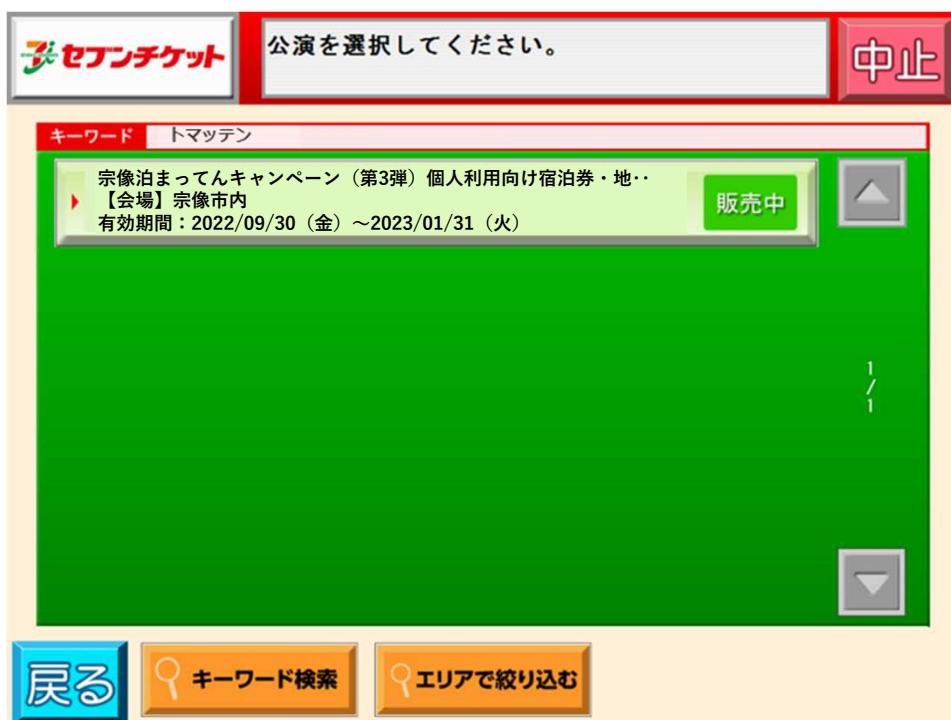 セブンチケット
公演を選択してください。
中止
キーワード トマッテン
宗像泊まってんキャンペーン（第3弾）個人利用向け宿泊券・地‥
【会場】宗像市内
有効期間：2022/09/30（金）～2023/01/31（火）
販売中
1
/
1
戻る
キーワード検索
エリアで絞り込む